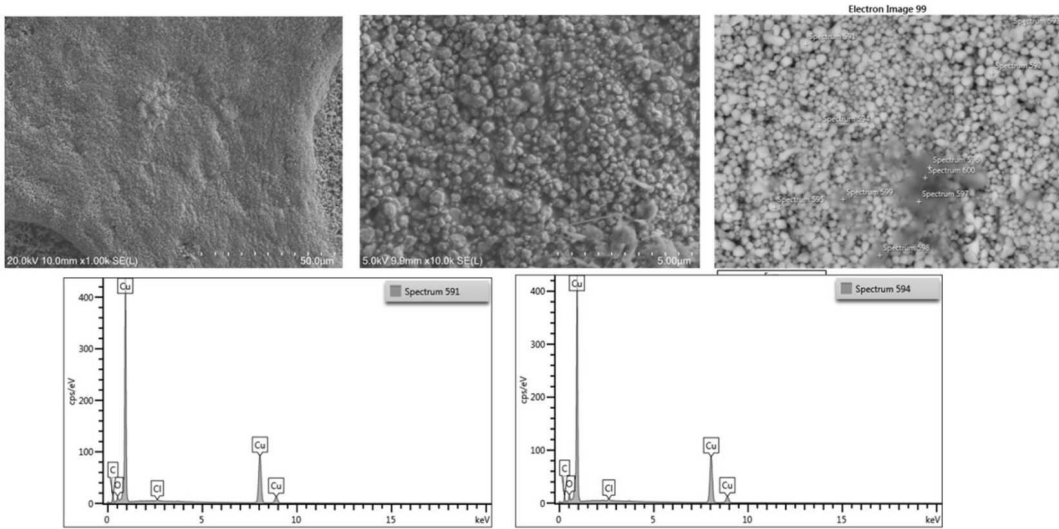 Electron Image 99
Spectrum 600
Spectrum 599
Spectrum 597
Spectrum 598
20.0kV 10.0mm x1.00k SE(L)
50.0µm
5.0kV 9.9mm x10.0k SE(L)
5.00µm
Spectrum 591
cps/eV
400
300
200
100
0
Cu
C
O
Cl
Cu
Cu
0
5
10
15
keV
Spectrum 594
cps/eV
400
300
200
100
0
Cu
C
O
Cl
Cu
Cu
0
5
10
15
20
keV